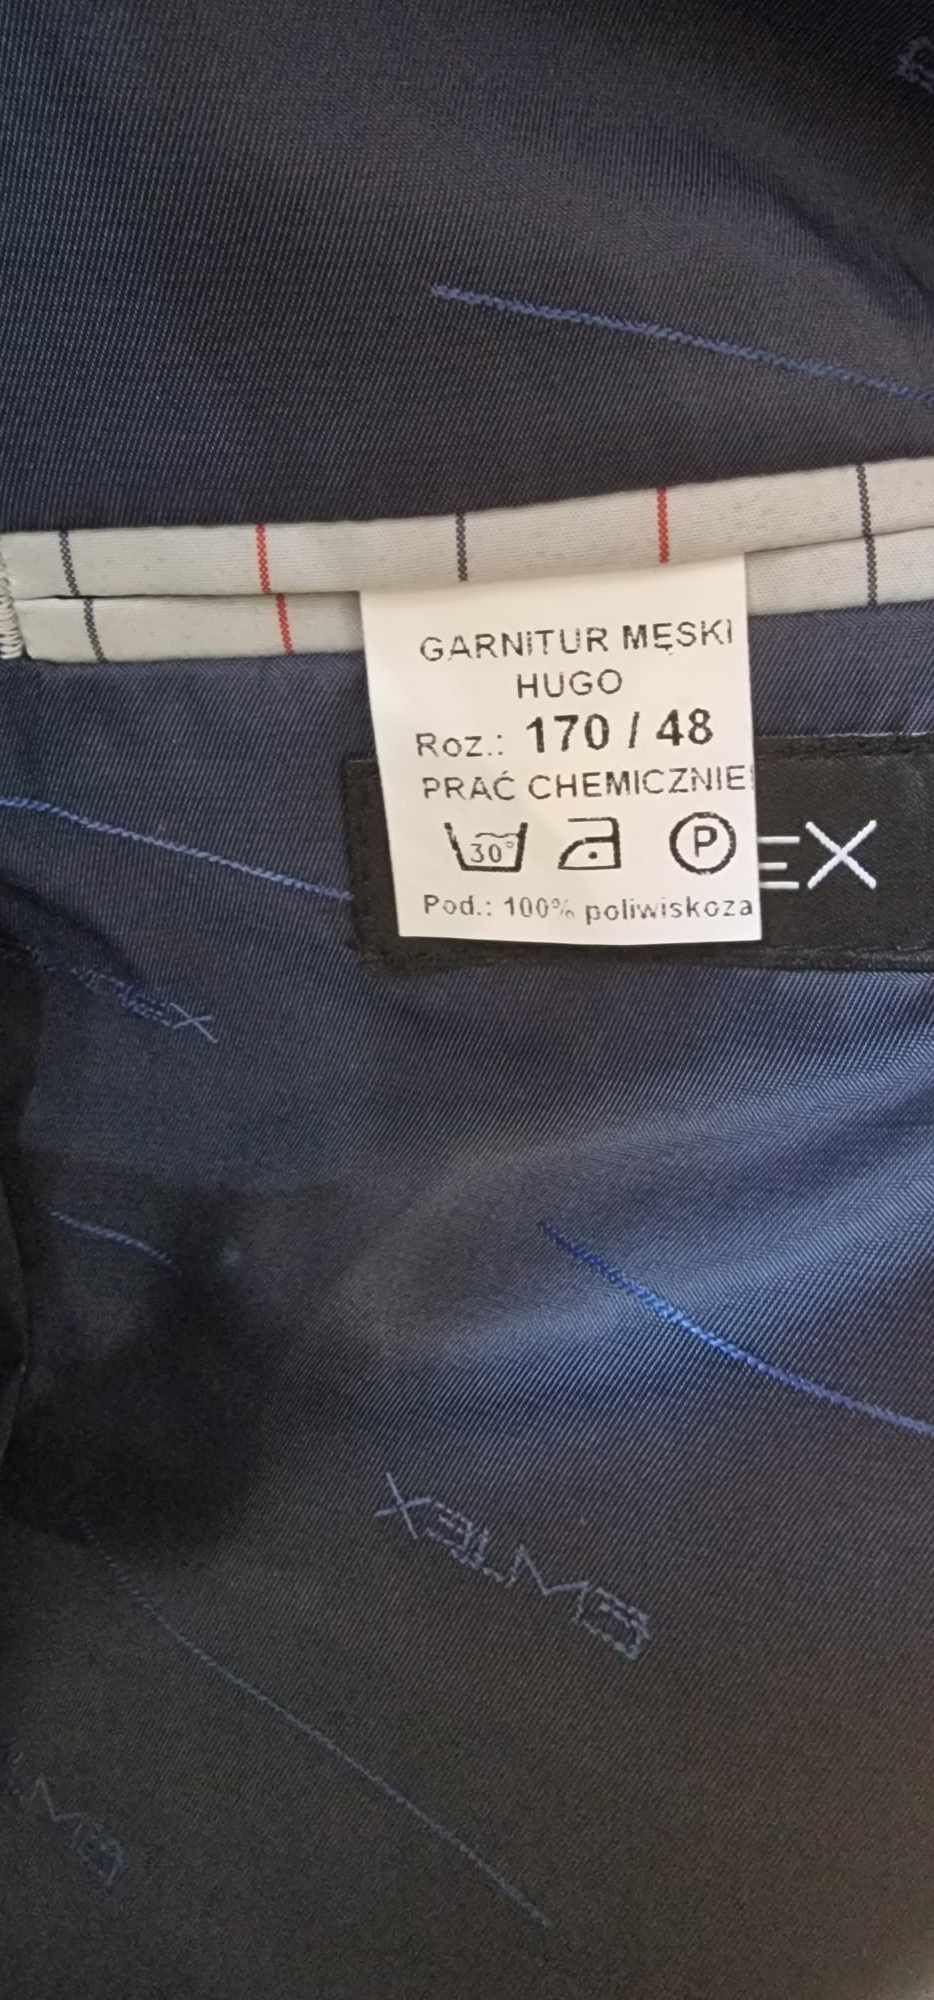 GARNITUR MĘSKI
HUGO
Roz.: 170 / 48
PRAĆ CHEMICZNIE!
30° P
Pod.: 100% poliwiskoza
EX